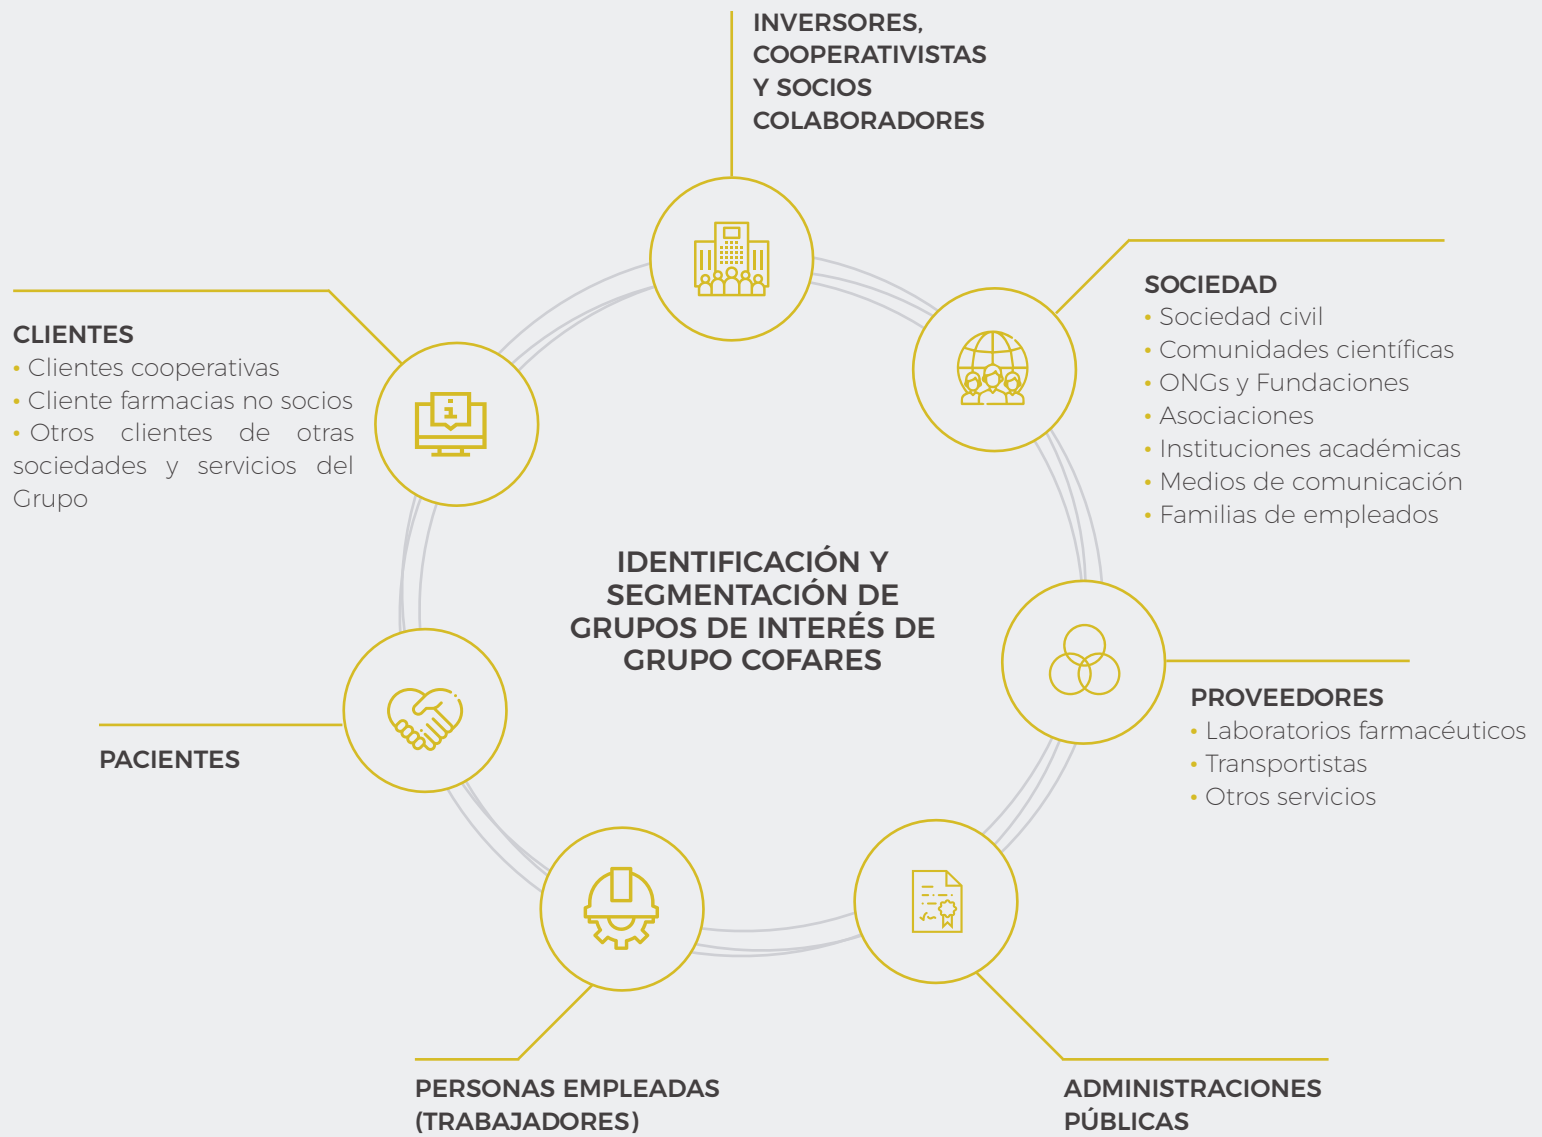 INVERSORES,
COOPERATIVISTAS
Y SOCIOS
COLABORADORES
SOCIEDAD
• Sociedad civil
• Comunidades científicas
• ONGs y Fundaciones
• Asociaciones
• Instituciones académicas
• Medios de comunicación
• Familias de empleados
CLIENTES
• Clientes cooperativas
• Cliente farmacias no socios
• Otros clientes de otras
sociedades y servicios del
Grupo
IDENTIFICACIÓN Y
SEGMENTACIÓN DE
GRUPOS DE INTERÉS DE
GRUPO COFARES
PROVEEDORES
• Laboratorios farmacéuticos
• Transportistas
• Otros servicios
PACIENTES
PERSONAS EMPLEADAS
(TRABAJADORES)
ADMINISTRACIONES
PÚBLICAS